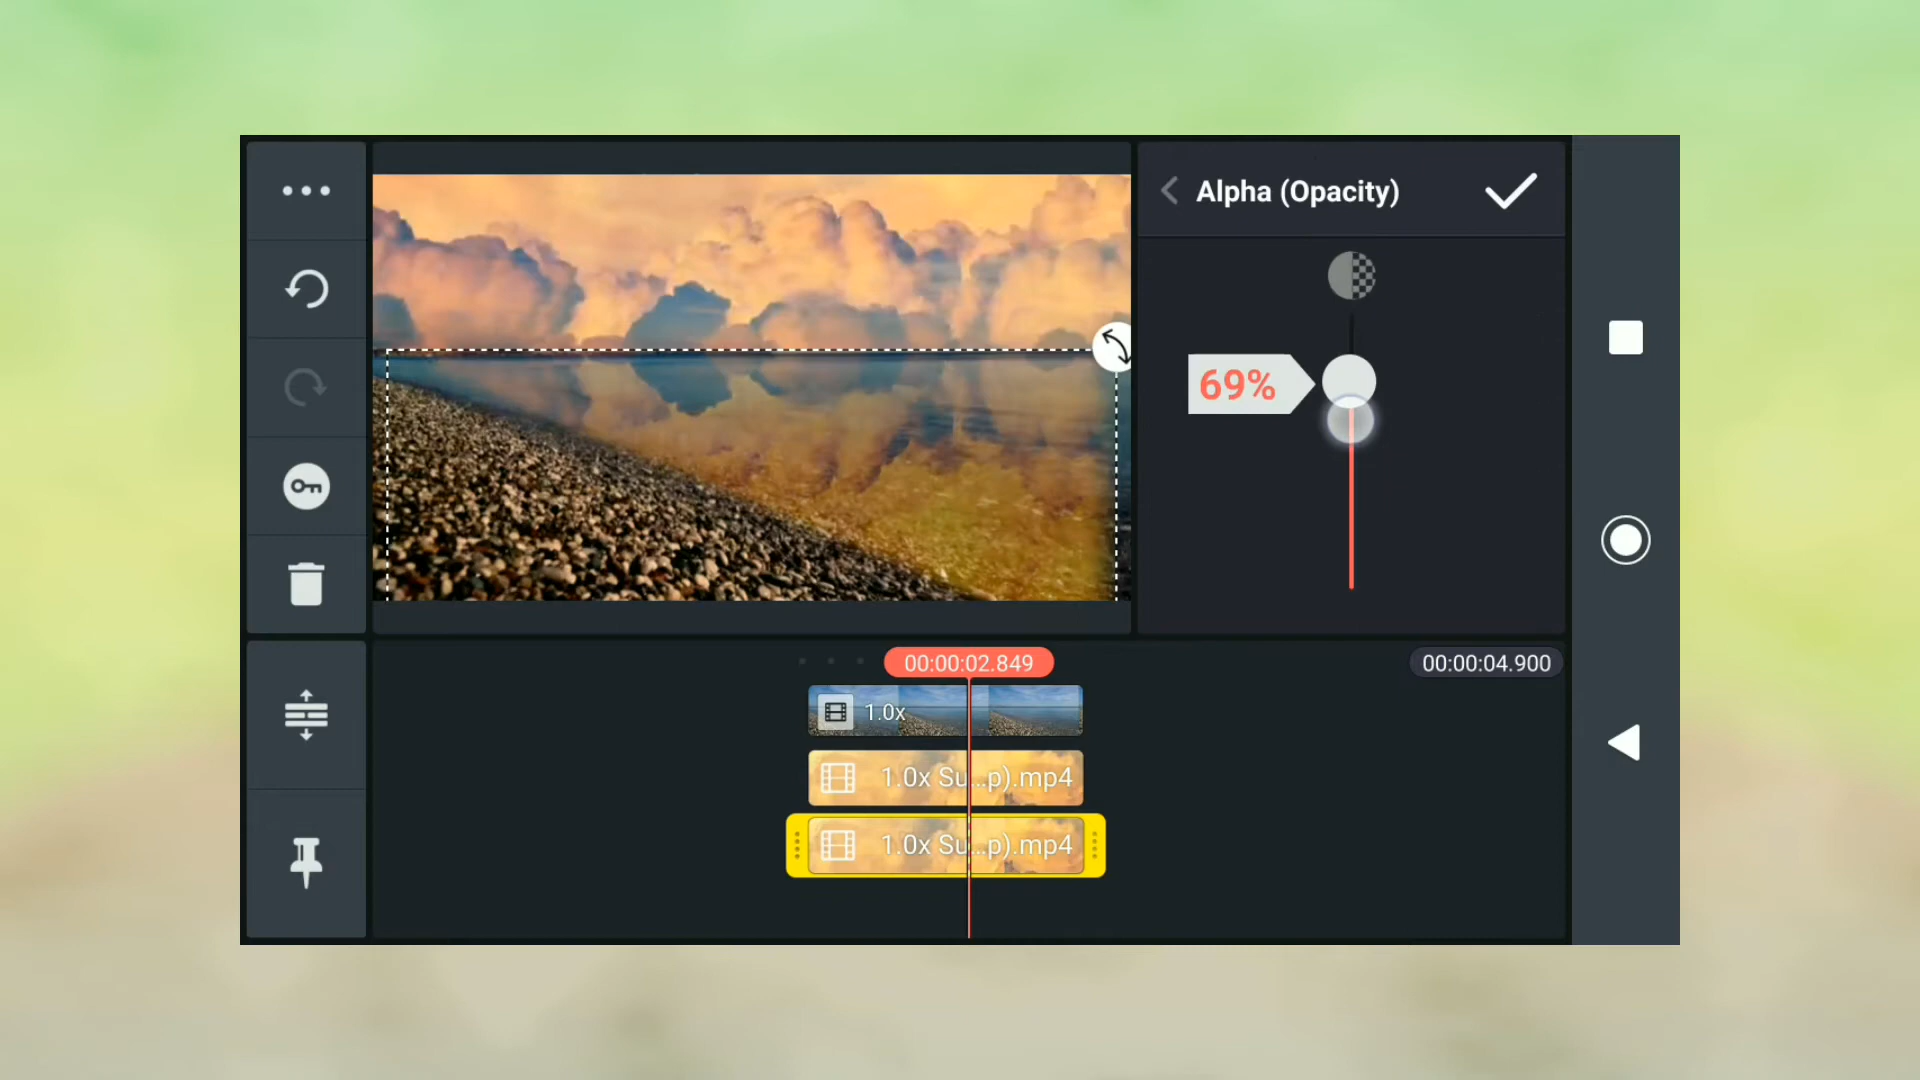 Alpha (Opacity)
69%
00:00:02.849
00:00:04.900
1.0x
1.0x Su...p).mp4
1.0x Su...p).mp4